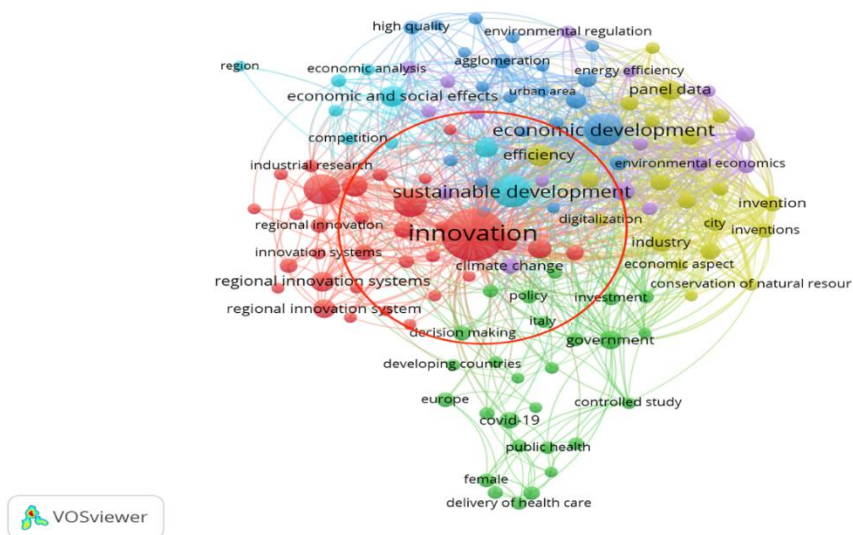 high quality
environmental regulation
region
economic analysis
agglomeration
energy efficiency
economic and social effects
urban area
panel data
competition
economic development
efficiency
industrial research
environmental economics
sustainable development
invention
regional innovation
innovation
digitalization
city
inventions
innovation systems
industry
climate change
economic aspect
regional innovation systems
conservation of natural resour
policy
investment
regional innovation system
italy
decision making
government
developing countries
europe
controlled study
covid-19
public health
female
delivery of health care
VOSviewer